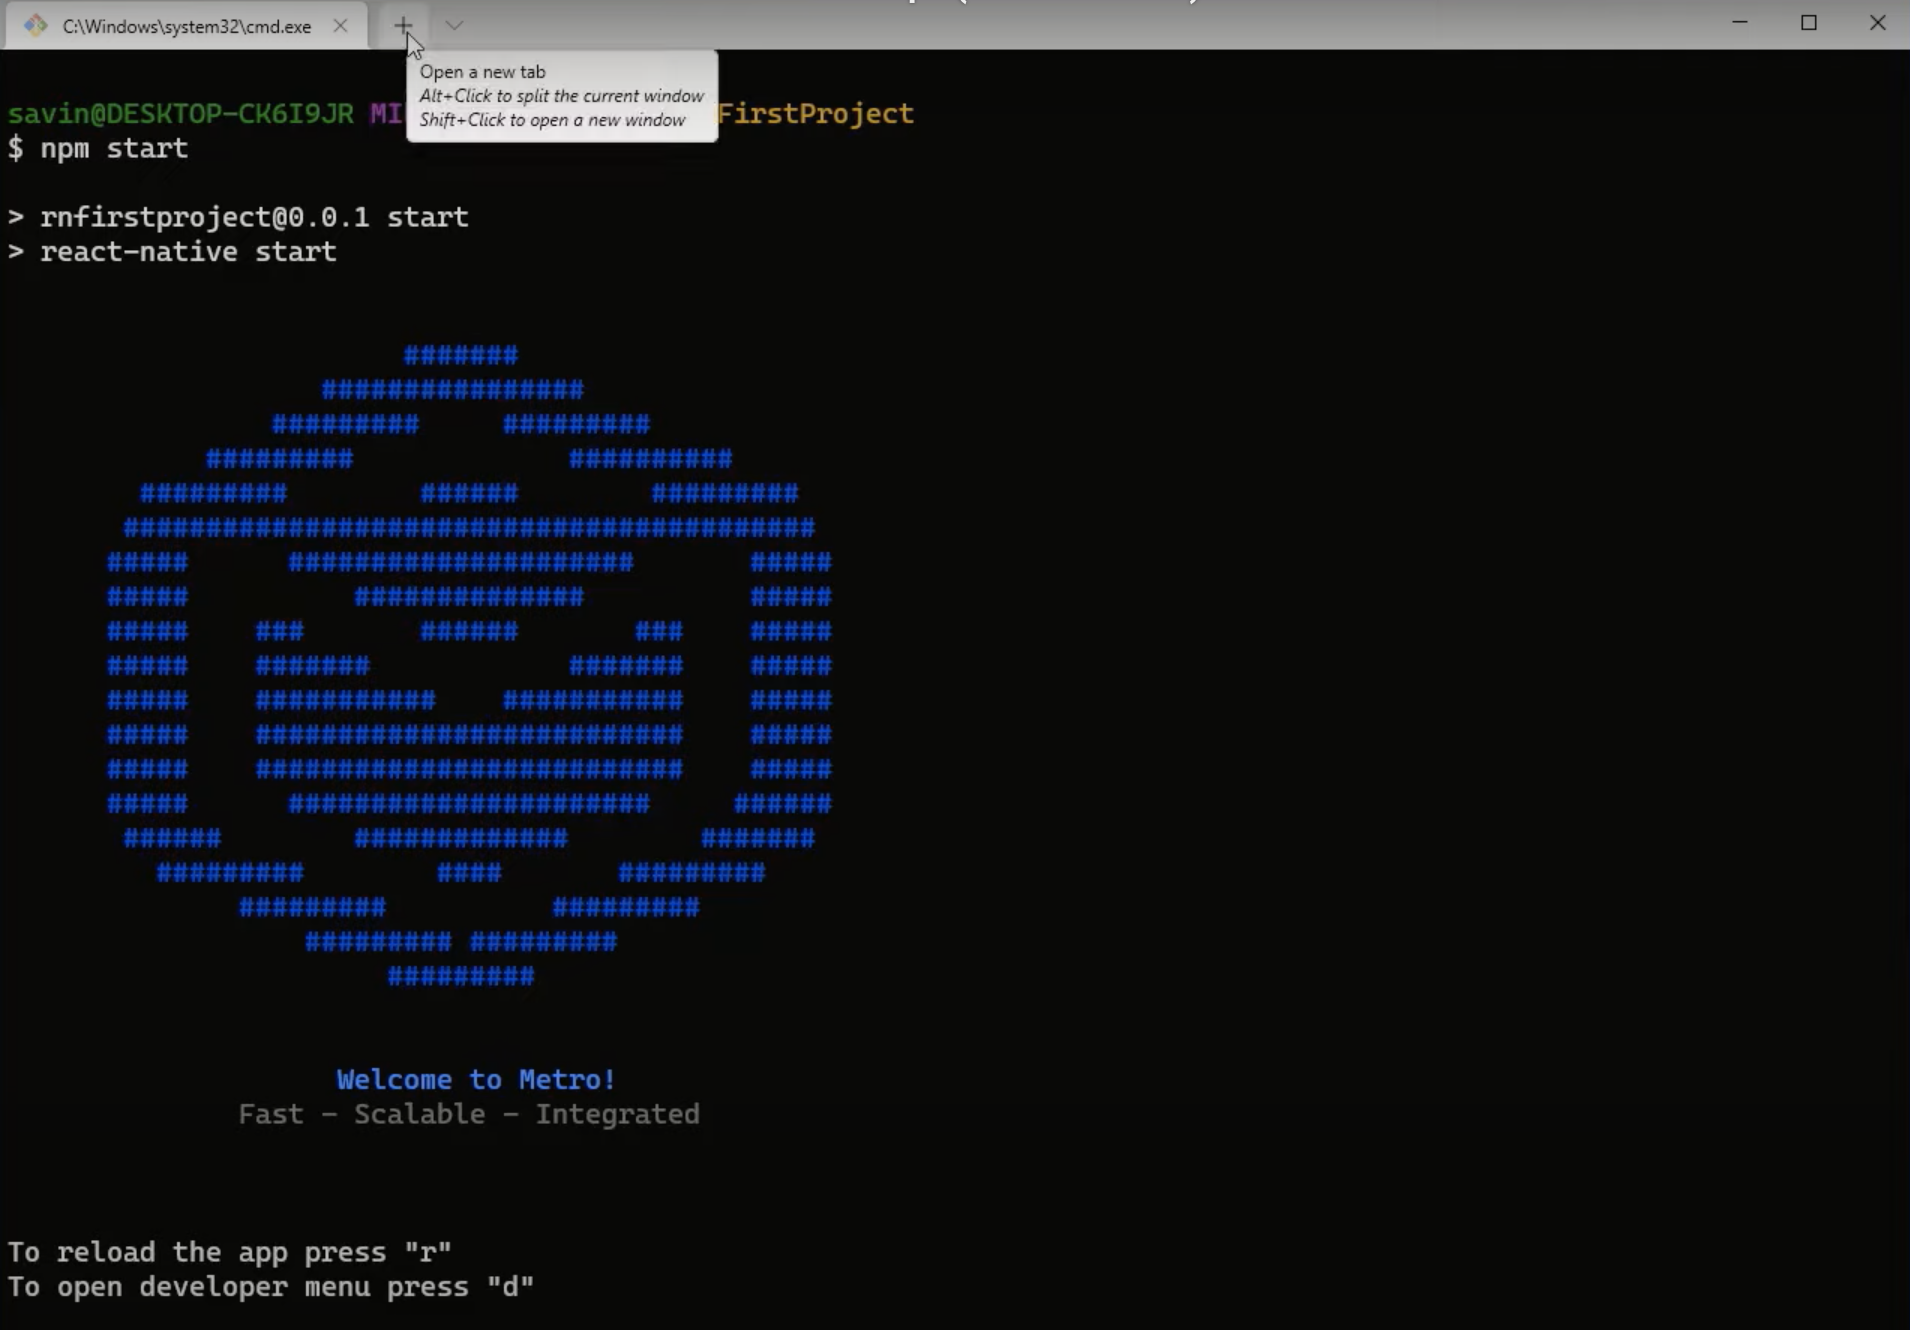 C:\Windows\system32\cmd.exe
Open a new tab
Alt+Click to split the current window
Shift+Click to open a new window
savin@DESKTOP-CK6I9JR MI FirstProject
$ npm start
> rnfirstproject@0.0.1 start
> react-native start
#######
################
######### #########
######### ##########
######### ###### #########
##########################################
##### ##################### #####
##### ############## #####
##### ### ###### ### #####
##### ####### ####### #####
##### ########### ########### #####
##### ########################## #####
##### ########################## #####
##### ###################### ######
###### ############# #######
######### #### #########
######### #########
######### #########
#########
Welcome to Metro!
Fast - Scalable - Integrated
To reload the app press "r"
To open developer menu press "d"